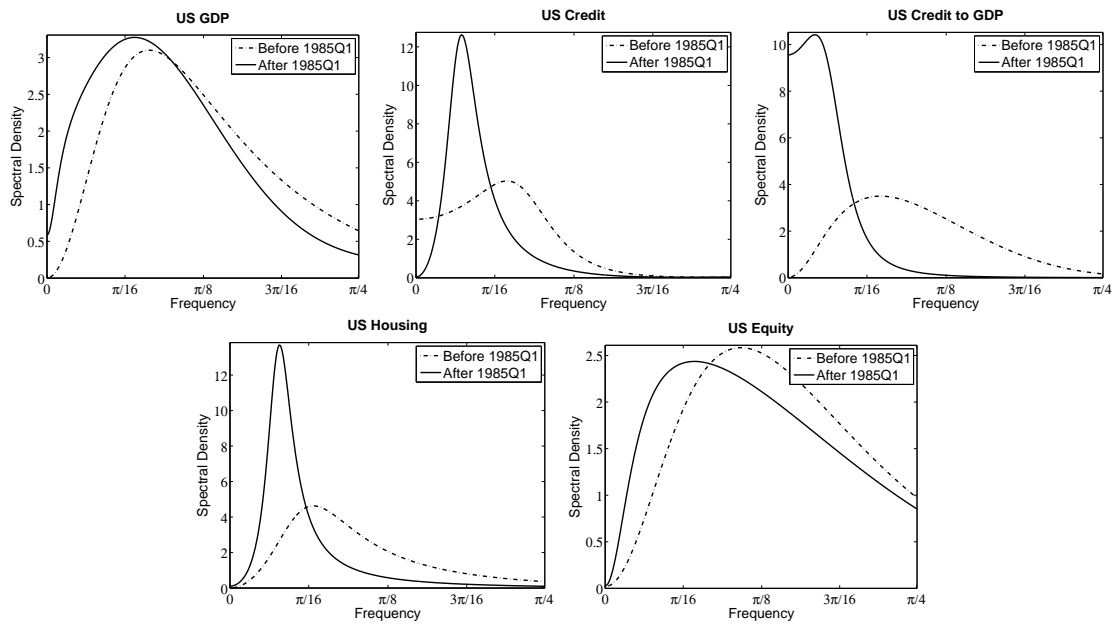 US GDP
Before 1985Q1
After 1985Q1
Spectral Density
3
2.5
2
1.5
1
0.5
0
0
π/16
π/8
3π/16
π/4
Frequency
US Credit
Before 1985Q1
After 1985Q1
Spectral Density
12
10
8
6
4
2
0
0
π/16
π/8
3π/16
π/4
Frequency
US Credit to GDP
Before 1985Q1
After 1985Q1
Spectral Density
10
8
6
4
2
0
0
π/16
π/8
3π/16
π/4
Frequency
US Housing
Before 1985Q1
After 1985Q1
Spectral Density
12
10
8
6
4
2
0
0
π/16
π/8
3π/16
π/4
Frequency
US Equity
Before 1985Q1
After 1985Q1
Spectral Density
2.5
2
1.5
1
0.5
0
0
π/16
π/8
3π/16
π/4
Frequency